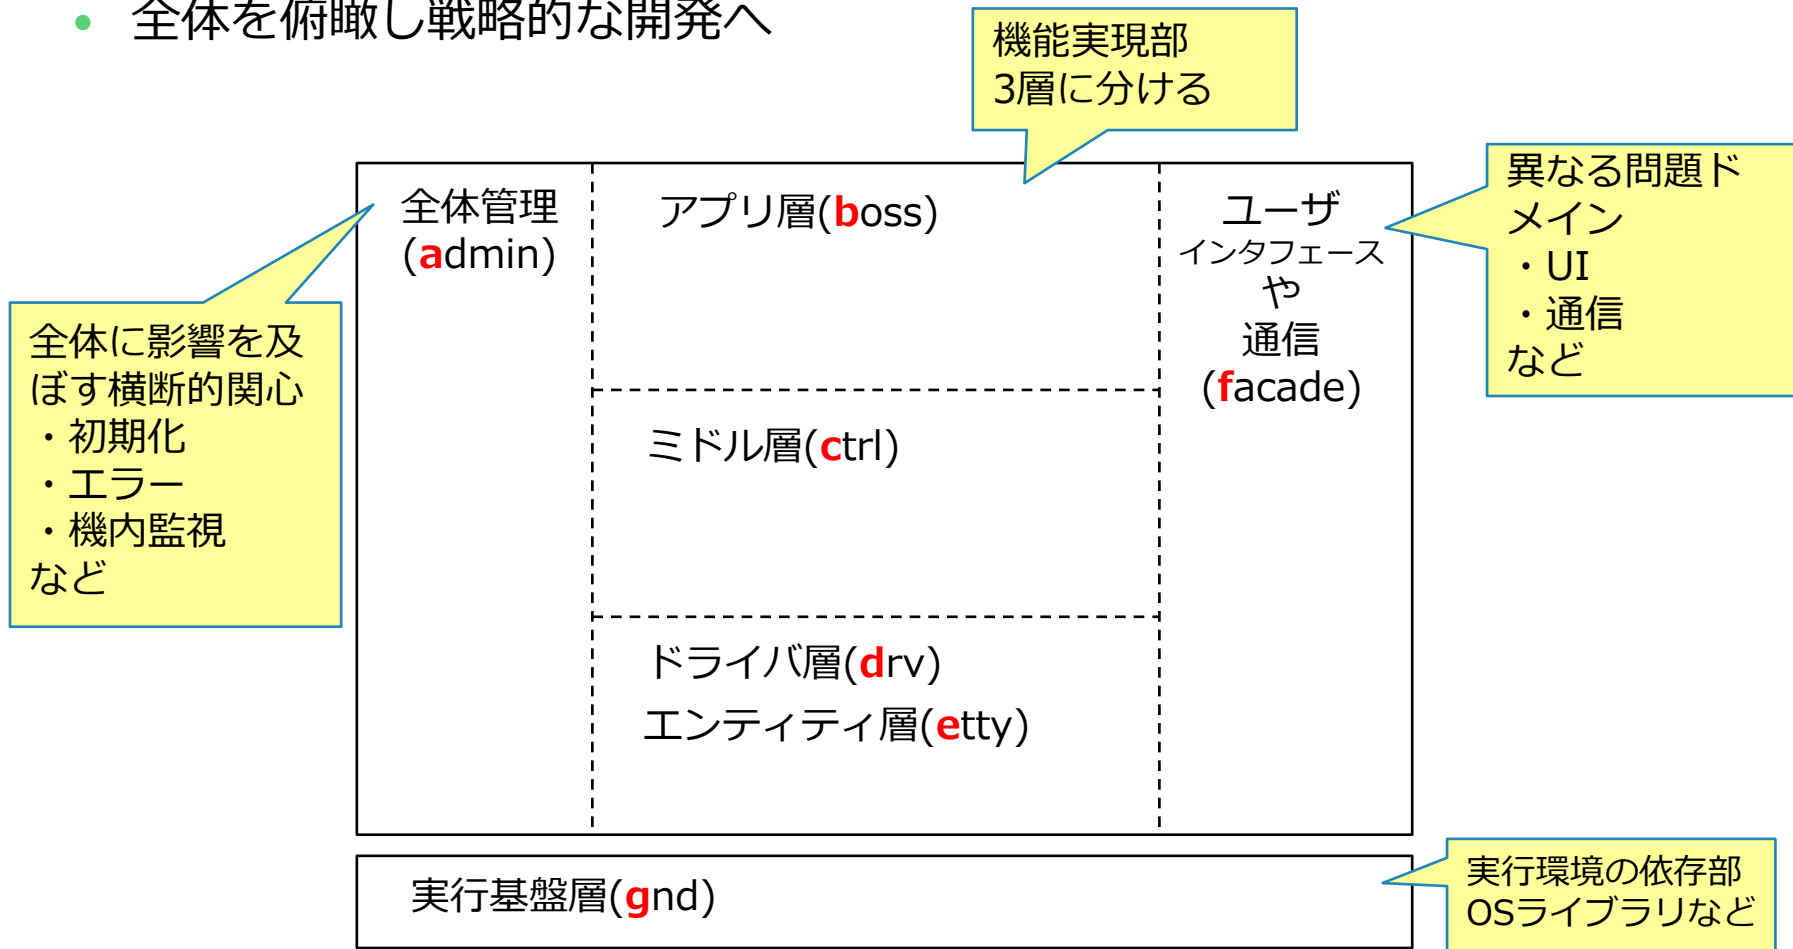 • 全体を俯瞰し戦略的な開発へ
機能実現部
3層に分ける
全体管理
(admin)
アプリ層(boss)
ユーザ
インタフェース
や
通信
(facade)
異なる問題ド
メイン
・UI
・通信
など
全体に影響を及
ぼす横断的関心
・初期化
・エラー
・機内監視
など
ミドル層(ctrl)
ドライバ層(drv)
エンティティ層(etty)
実行基盤層(gnd)
実行環境の依存部
OSライブラリなど